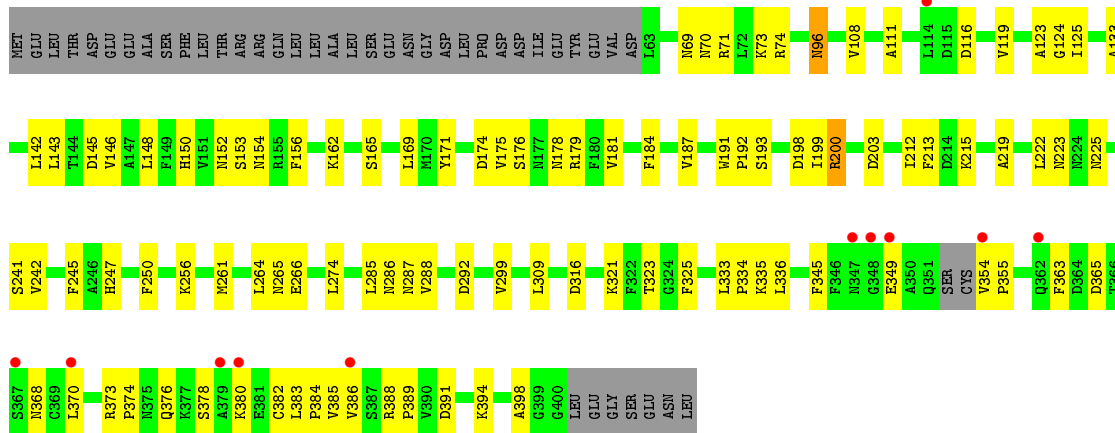 MET GLU LEU LEU THR ASP GLU GLU ALA SER PHE LEU THR ARG ARG GLN LEU LEU ALA LEU SER GLU ASN GLY ASP LEU PRO ASP ASP ILE GLU TYR GLU VAL ASP L63 N69 N70 R71 L72 K73 R74 N96 V108 A111 L114 D115 D116 V119 A123 G124 I125 A133
L142 L143 T144 D145 V146 A147 L148 F149 H150 V151 N152 S153 N154 R155 F156 K162 S165 L169 M170 Y171 D174 V175 S176 N177 N178 R179 F180 V181 F184 V187 W191 P192 S193 D198 I199 R200 D203 I212 F213 D214 K215 A219 L222 N223 N224 N225
S241 V242 F245 A246 H247 F250 K256 M261 L264 N265 E266 L274 L285 N286 N287 V288 D292 V299 L309 D316 K321 F322 T323 G324 F325 L333 P334 K335 L336 F345 F346 N347 G348 E349 A350 Q351 SER CYS V354 P355 Q362 F363 D364 D365 T366
S367 N368 C369 L370 R373 P374 N375 Q376 K377 S378 A379 K380 E381 G382 L383 P384 V385 V386 S387 R388 P389 V390 D391 K394 A398 G399 G400 LEU GLU GLY SER GLU ASN LEU